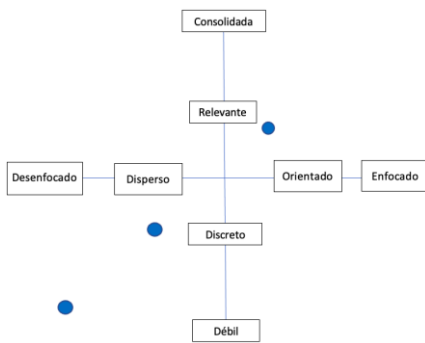 Consolidada
Relevante
Desenfocado
Disperso
Orientado
Enfocado
Discreto
Débil